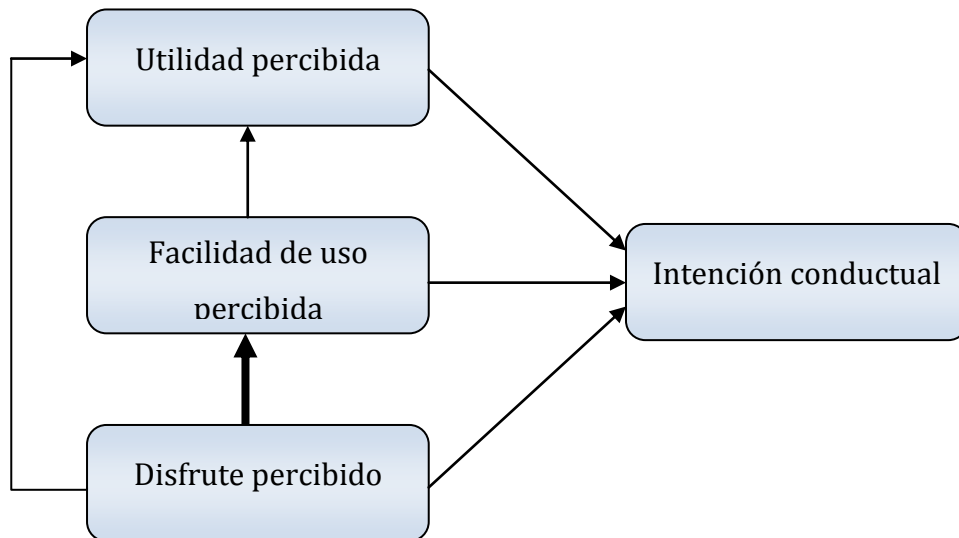 Utilidad percibida
Facilidad de uso
percibida
Intención conductual
Disfrute percibido